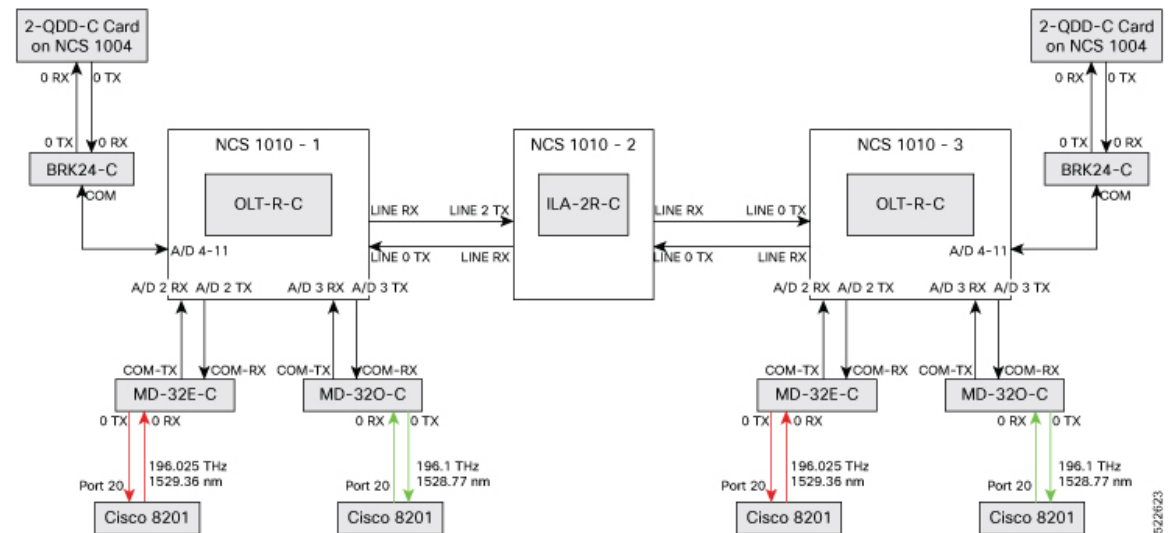 2-QDD-C Card
on NCS 1004
2-QDD-C Card
on NCS 1004
0 RX
0 TX
0 RX
0 TX
0 TX
0 RX
0 TX
0 RX
BRK24-C
BRK24-C
COM
COM
NCS 1010 - 1
NCS 1010 - 2
NCS 1010 - 3
OLT-R-C
ILA-2R-C
OLT-R-C
LINE RX
LINE 2 TX
LINE RX
LINE 0 TX
LINE 0 TX
LINE RX
LINE 0 TX
LINE RX
A/D 4-11
A/D 4-11
A/D 2 RX
A/D 2 TX
A/D 3 RX
A/D 3 TX
A/D 2 RX
A/D 2 TX
A/D 3 RX
A/D 3 TX
COM-TX
COM-RX
COM-TX
COM-RX
COM-TX
COM-RX
COM-TX
COM-RX
MD-32E-C
MD-32O-C
MD-32E-C
MD-32O-C
0 TX
0 RX
0 RX
0 TX
0 TX
0 RX
0 RX
0 TX
196.025 THz
1529.36 nm
196.1 THz
1528.77 nm
196.025 THz
1529.36 nm
196.1 THz
1528.77 nm
Port 20
Port 20
Port 20
Port 20
Cisco 8201
Cisco 8201
Cisco 8201
Cisco 8201
522623